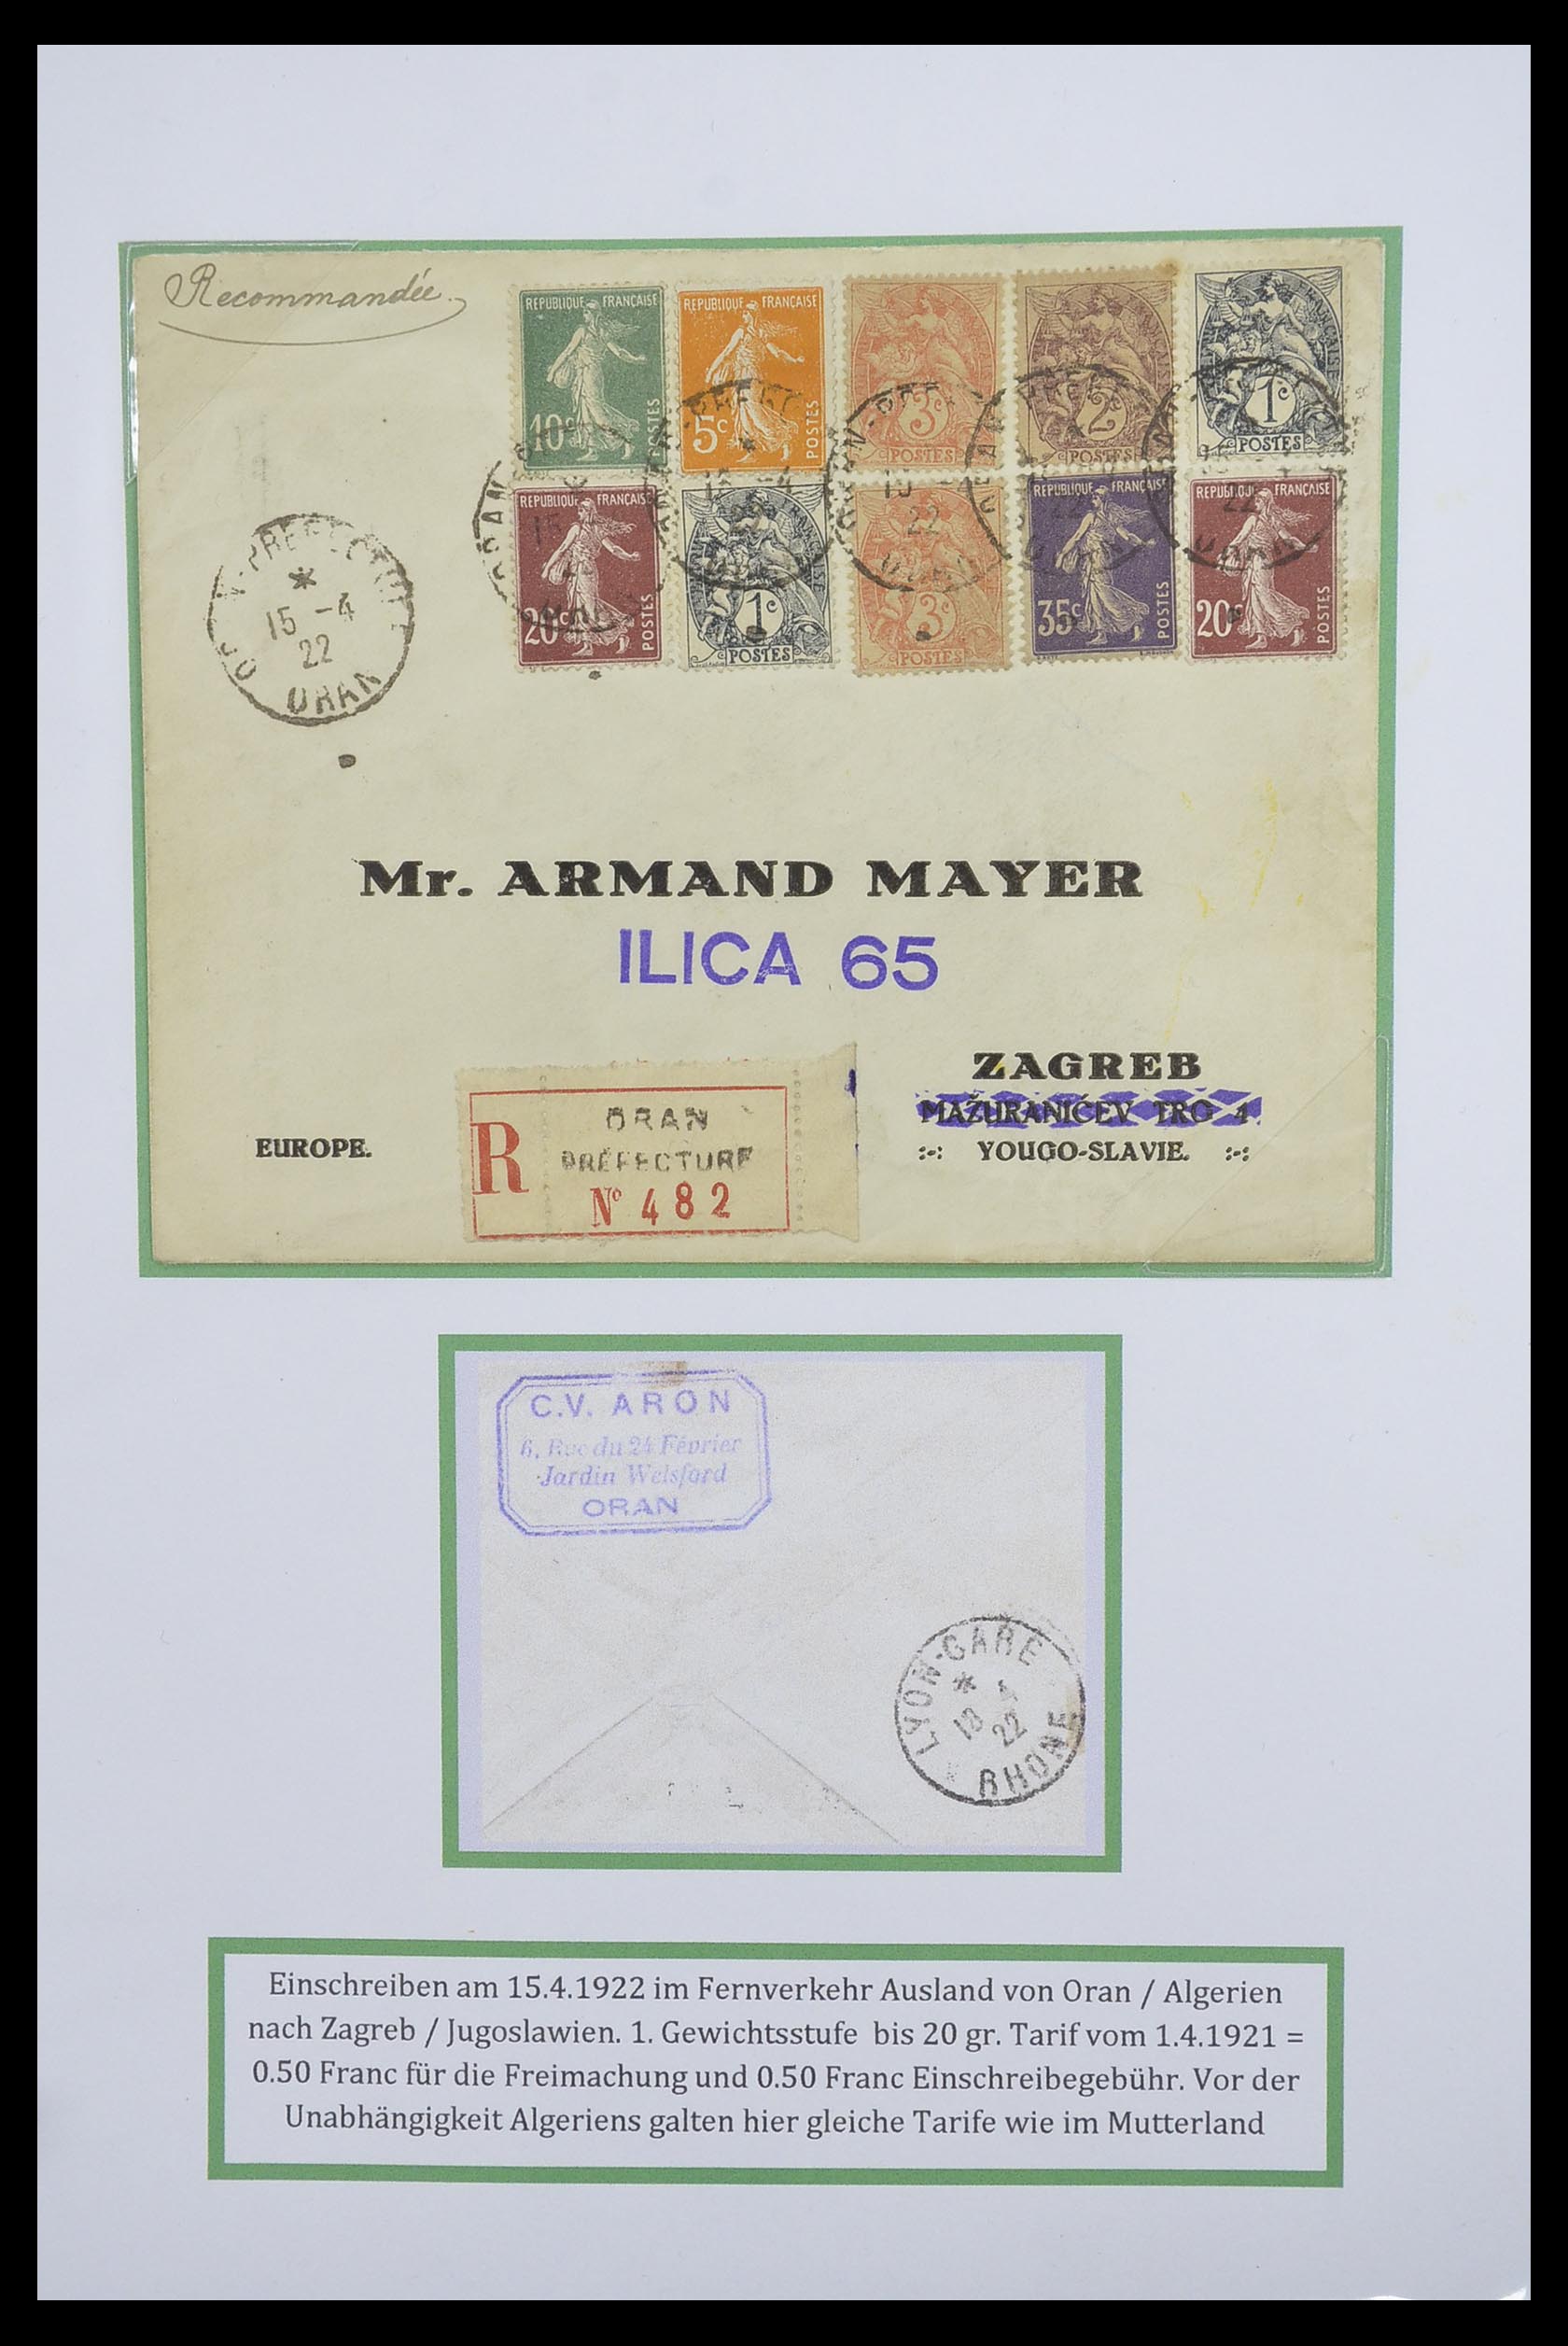 Recommandée
REPUBLIQUE FRANÇAISE
10c
POSTES
REPUBLIQUE FRANÇAISE
5c
POSTES
3c
POSTES
2c
POSTES
1c
POSTES
REPUBLIQUE FRANÇAISE
20c
POSTES
1c
POSTES
3c
POSTES
REPUBLIQUE FRANÇAISE
35c
POSTES
REPUBLIQUE FRANÇAISE
20c
POSTES
15 -4
22
ORAN
Mr. ARMAND MAYER
ILICA 65
ZAGREB
MAŽURANIĆEV TRG 4
EUROPE.
:-: YOUGO-SLAVIE. :-:
R
ORAN
PRÉFECTURE
N° 482
C.V. ARON
6, Rue du 24 Février
Jardin Welsford
ORAN
LYON-GARE
18 4
22
RHONE
Einschreiben am 15.4.1922 im Fernverkehr Ausland von Oran / Algerien
nach Zagreb / Jugoslawien. 1. Gewichtsstufe bis 20 gr. Tarif vom 1.4.1921 =
0.50 Franc für die Freimachung und 0.50 Franc Einschreibegebühr. Vor der
Unabhängigkeit Algeriens galten hier gleiche Tarife wie im Mutterland